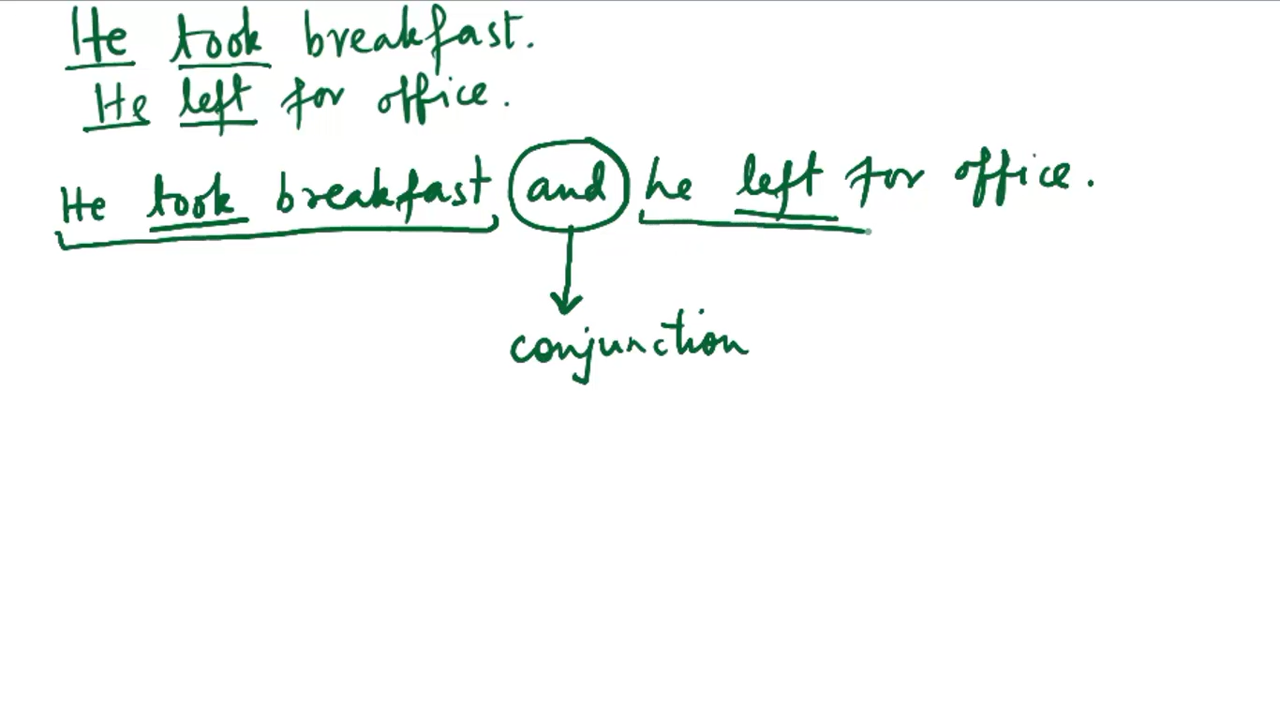 He took breakfast.
He left for office.
He took breakfast and he left for office.
conjunction